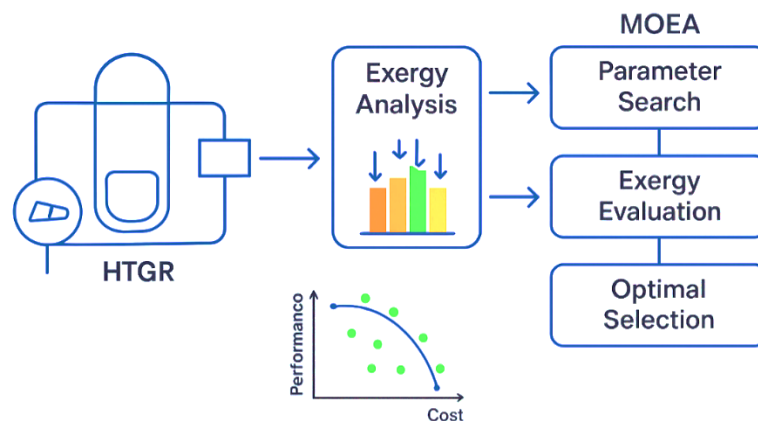 MOEA
Exergy
Analysis
Parameter
Search
Exergy
Evaluation
HTGR
Optimal
Selection
Performanco
Cost